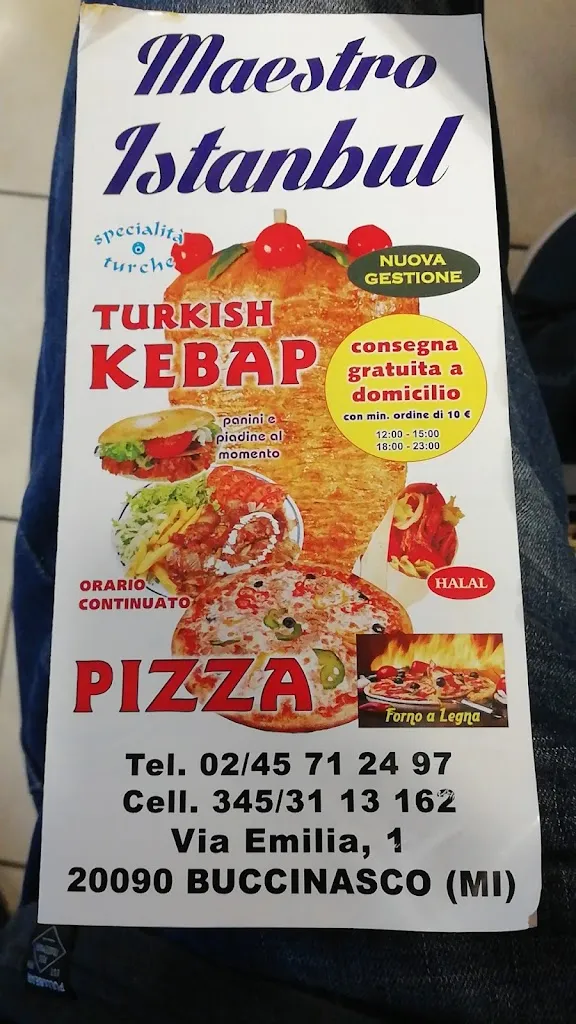 Maestro
Istanbul
specialità
turche
NUOVA
GESTIONE
TURKISH
KEBAP
consegna
gratuita a
domicilio
con min. ordine di 10 €
12:00 - 15:00
18:00 - 23:00
panini e
piadine al
momento
ORARIO
CONTINUATO
HALAL
PIZZA
Forno a Legna
Tel. 02/45 71 24 97
Cell. 345/31 13 162
Via Emilia, 1
20090 BUCCINASCO (MI)